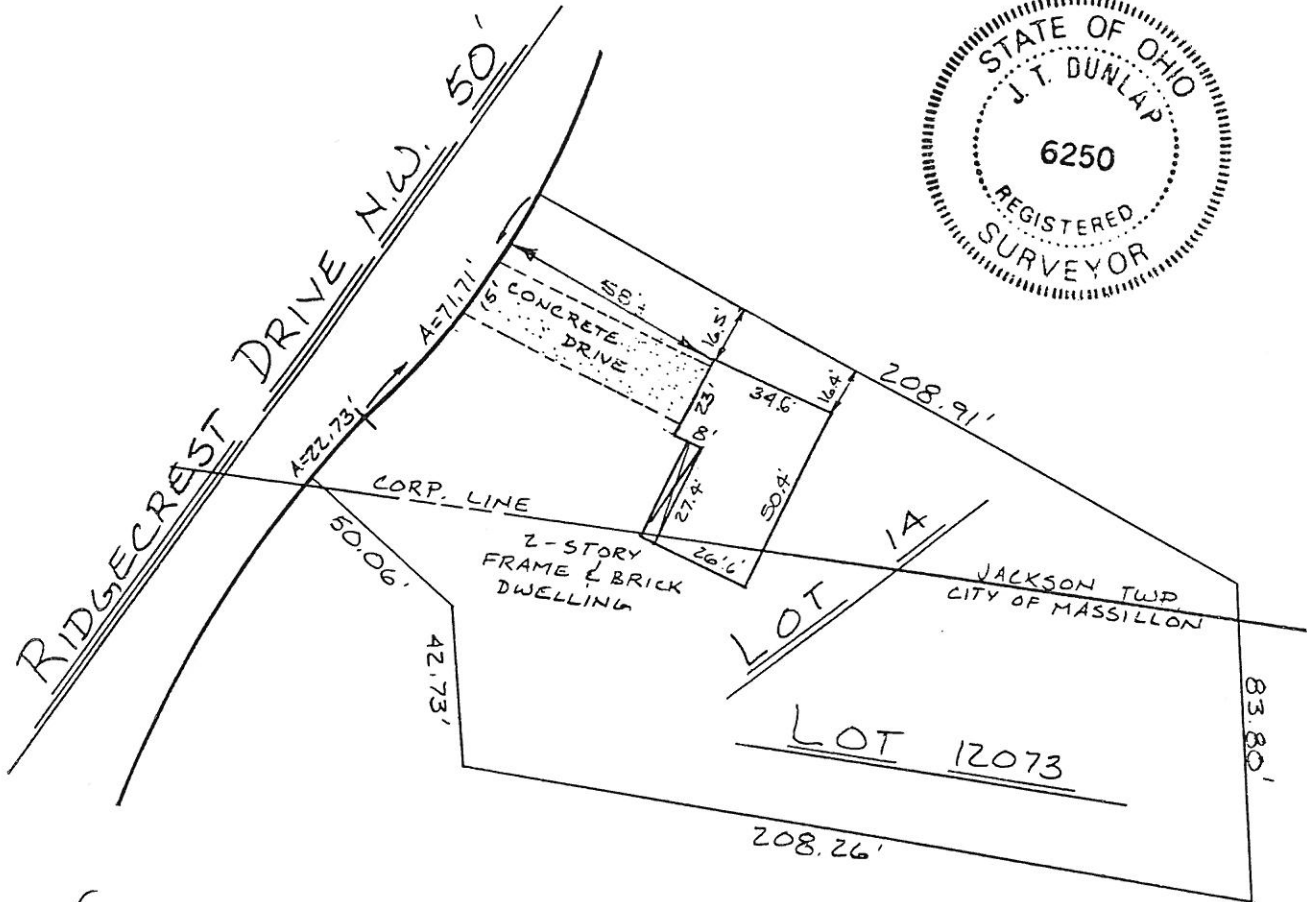 STATE OF OHIO
J. T. DUNLAP
6250
REGISTERED
SURVEYOR
RIDGECREST DRIVE N.W. 50'
A=71.71'
A=22.73'
15'
CONCRETE
DRIVE
58'±
16.5'
23'
34.6'
16.4'
8'
27.4'
50.4'
26.6'
208.91'
CORP. LINE
50.06'
2-STORY
FRAME & BRICK
DWELLING
LOT 1A
JACKSON TWP.
CITY OF MASSILLON
42.73'
83.80'
LOT 12073
208.26'